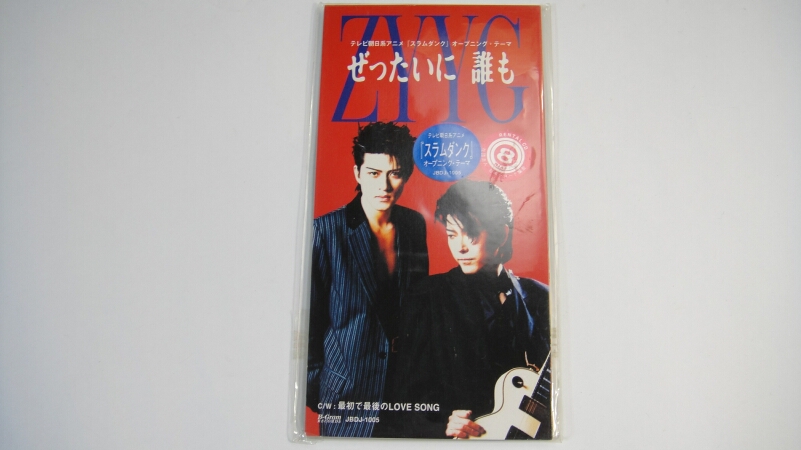 ZYYG
テレビ朝日系アニメ「スラムダンク」オープニング・テーマ
ぜったいに 誰も
テレビ朝日系アニメ
「スラムダンク」
オープニング・テーマ
JBDJ-1005
8
C/W : 最初で最後のLOVE SONG
B-Gram
RECORDS
JBDJ-1005